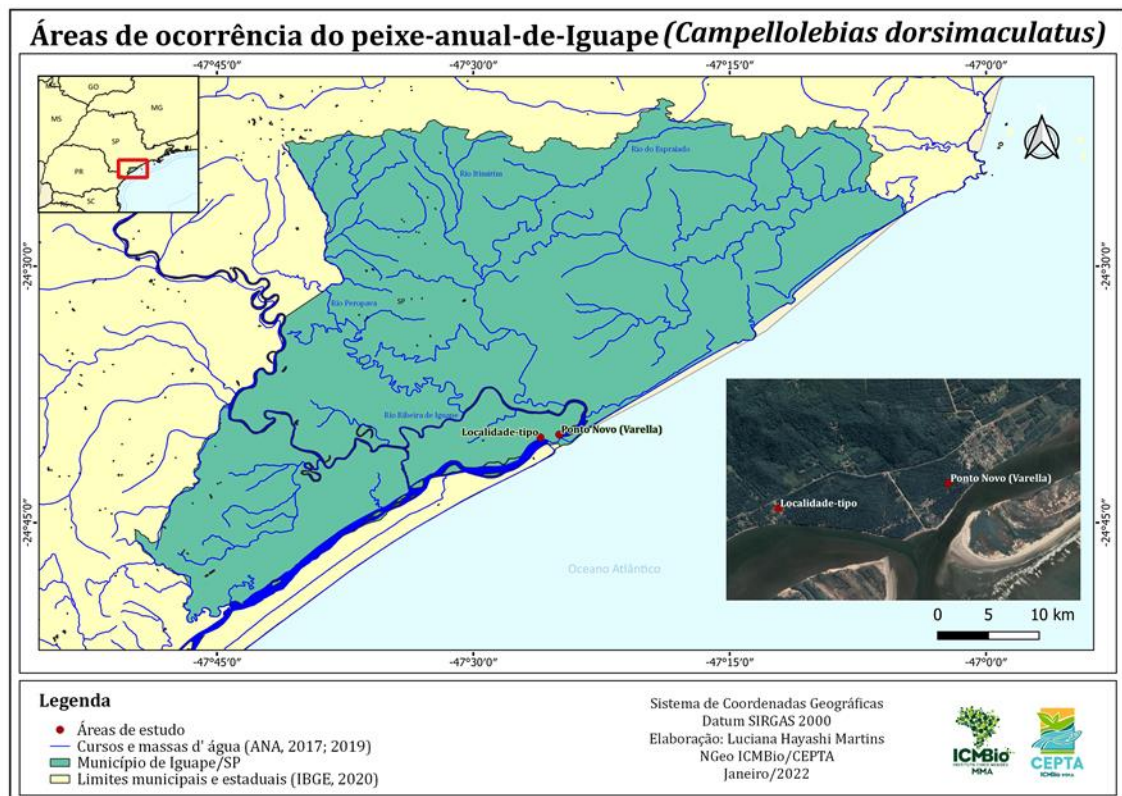 Áreas de ocorrência do peixe-anual-de-Iguape (Campellolebias dorsimaculatus)
-47°45'0"
-47°30'0"
-47°15'0"
-47°0'0"
GO
MS
MG
SP
PR
SC
Rio do Espraiado
Rio Itimirim
-24°30'0"
-24°30'0"
Rio Peropava
SP
Rio Ribeira de Iguape
Localidade-tipo
Ponto Novo (Varella)
Ponto Novo (Varella)
Localidade-tipo
-24°45'0"
-24°45'0"
Oceano Atlântico
0 5 10 km
-47°45'0"
-47°30'0"
-47°15'0"
-47°0'0"
Legenda
Áreas de estudo
Cursos e massas d' água (ANA, 2017; 2019)
Município de Iguape/SP
Limites municipais e estaduais (IBGE, 2020)
Sistema de Coordenadas Geográficas
Datum SIRGAS 2000
Elaboração: Luciana Hayashi Martins
NGeo ICMBio/CEPTA
Janeiro/2022
ICMBio
INSTITUTO CHICO MENDES
MMA
CEPTA
ICMBio MMA